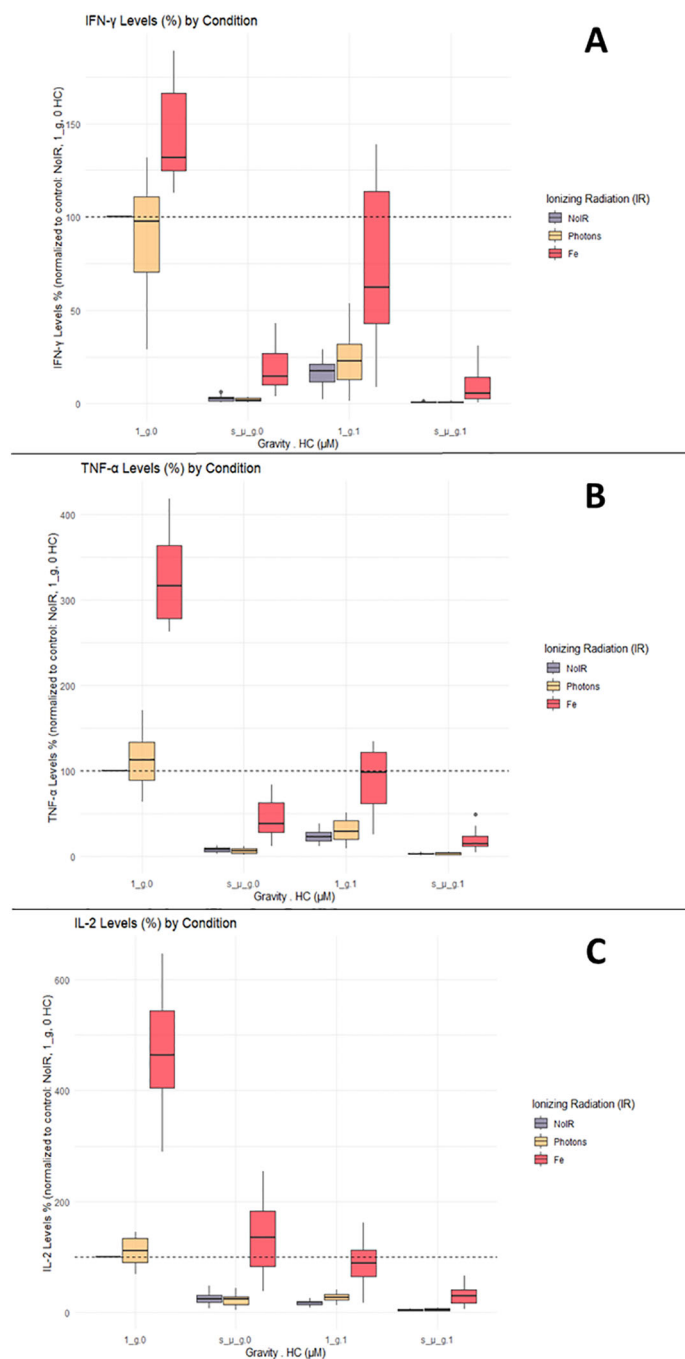 IFN-γ Levels (%) by Condition
A
IFN-γ Levels % (normalized to control: NoIR, 1_g, 0 HC)
150
100
50
0
1_g.0 s_μ_g.0 1_g.1 s_μ_g.1
Gravity . HC (μM)
Ionizing Radiation (IR)
NoIR
Photons
Fe
TNF-α Levels (%) by Condition
B
TNF-α Levels % (normalized to control: NoIR, 1_g, 0 HC)
400
300
200
100
0
1_g.0 s_μ_g.0 1_g.1 s_μ_g.1
Gravity . HC (μM)
Ionizing Radiation (IR)
NoIR
Photons
Fe
IL-2 Levels (%) by Condition
C
IL-2 Levels % (normalized to control: NoIR, 1_g, 0 HC)
600
400
200
0
1_g.0 s_μ_g.0 1_g.1 s_μ_g.1
Gravity . HC (μM)
Ionizing Radiation (IR)
NoIR
Photons
Fe